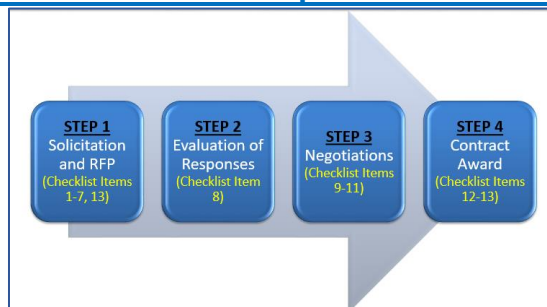 STEP 1
Solicitation
and RFP
(Checklist Items
1-7, 13)
STEP 2
Evaluation of
Responses
(Checklist Item
8)
STEP 3
Negotiations
(Checklist Items
9-11)
STEP 4
Contract
Award
(Checklist Items
12-13)